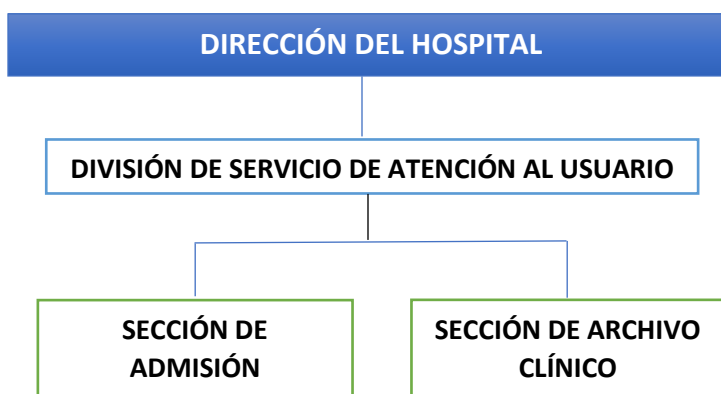 DIRECCIÓN DEL HOSPITAL
DIVISIÓN DE SERVICIO DE ATENCIÓN AL USUARIO
SECCIÓN DE
ADMISIÓN
SECCIÓN DE ARCHIVO
CLÍNICO